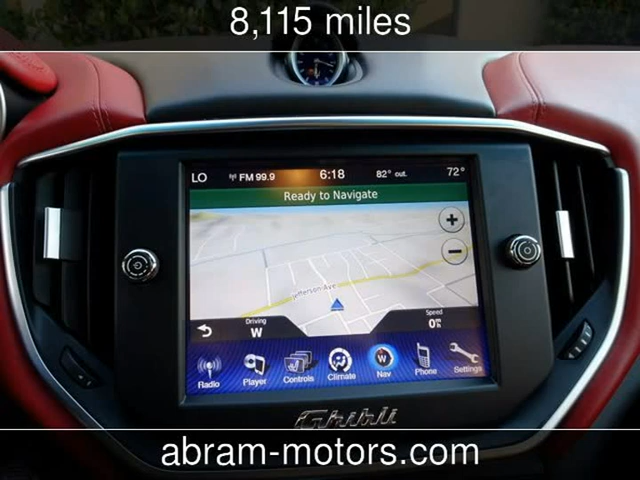 8,115 miles
LO FM 99.9 6:18 82° out. 72°
Ready to Navigate
+
−
Jefferson Ave
Driving
W
Speed
0
Radio Player Controls Climate W Nav Phone Settings
Ghibli
abram-motors.com